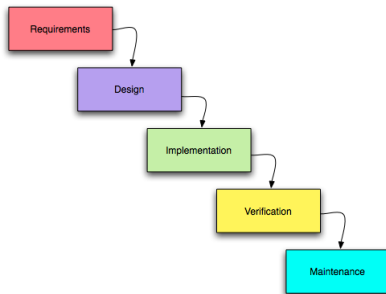 Requirements
Design
Implementation
Verification
Maintenance